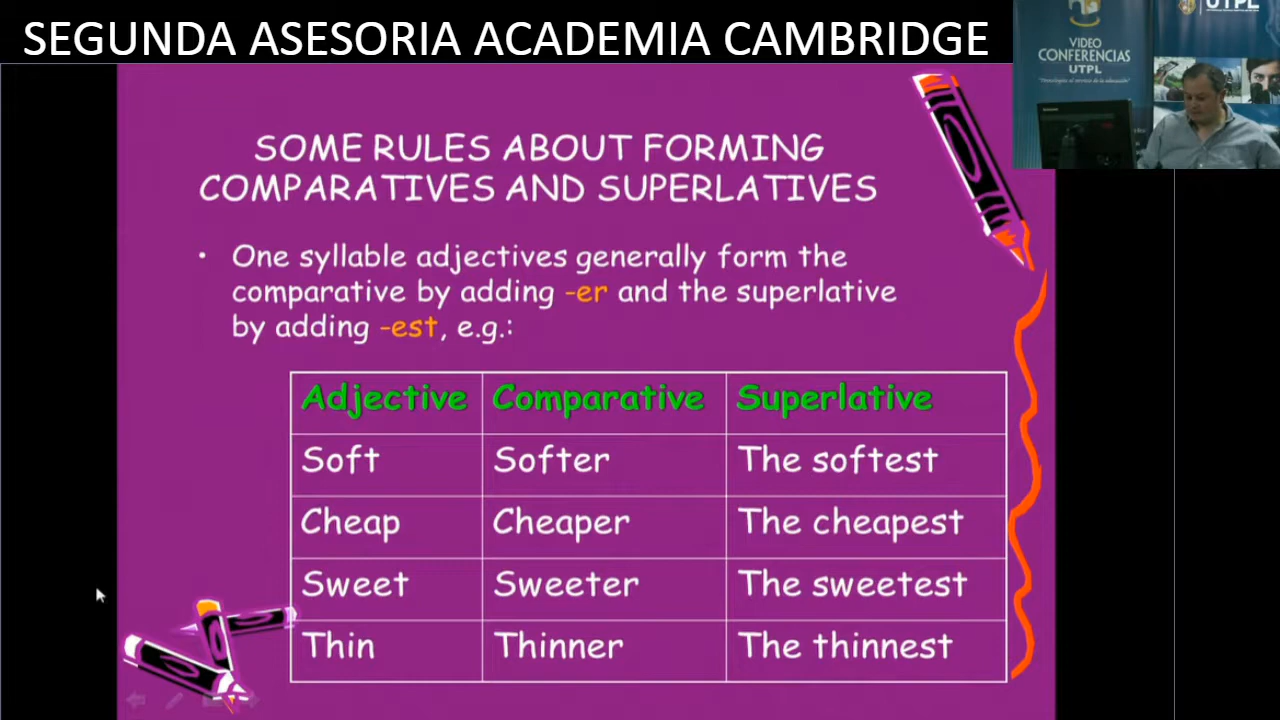 SEGUNDA ASESORIA ACADEMIA CAMBRIDGE
UTPL
VIDEO
CONFERENCIAS
UTPL
SOME RULES ABOUT FORMING
COMPARATIVES AND SUPERLATIVES
• One syllable adjectives generally form the
comparative by adding -er and the superlative
by adding -est, e.g.:
Adjective Comparative Superlative
Soft Softer The softest
Cheap Cheaper The cheapest
Sweet Sweeter The sweetest
Thin Thinner The thinnest